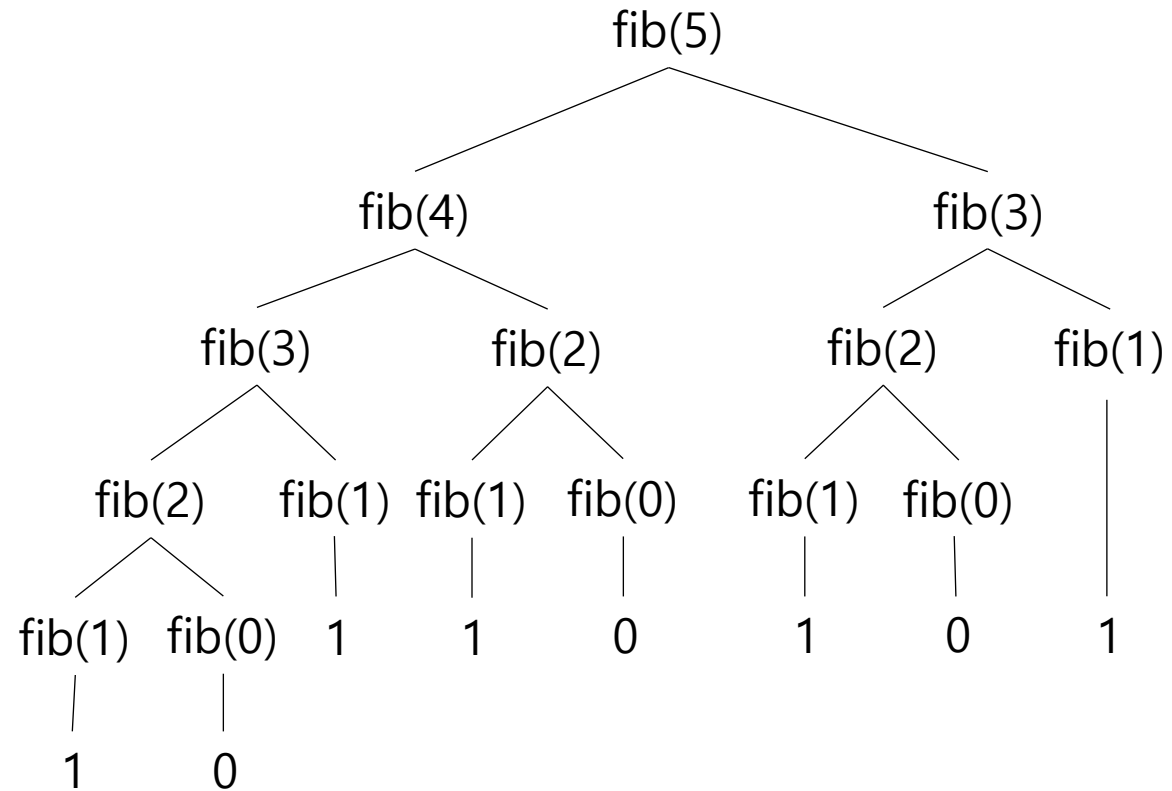 fib(5)
fib(4) fib(3)
fib(3) fib(2) fib(2) fib(1)
fib(2) fib(1) fib(1) fib(0) fib(1) fib(0)
fib(1) fib(0) 1 1 0 1 0 1
1 0